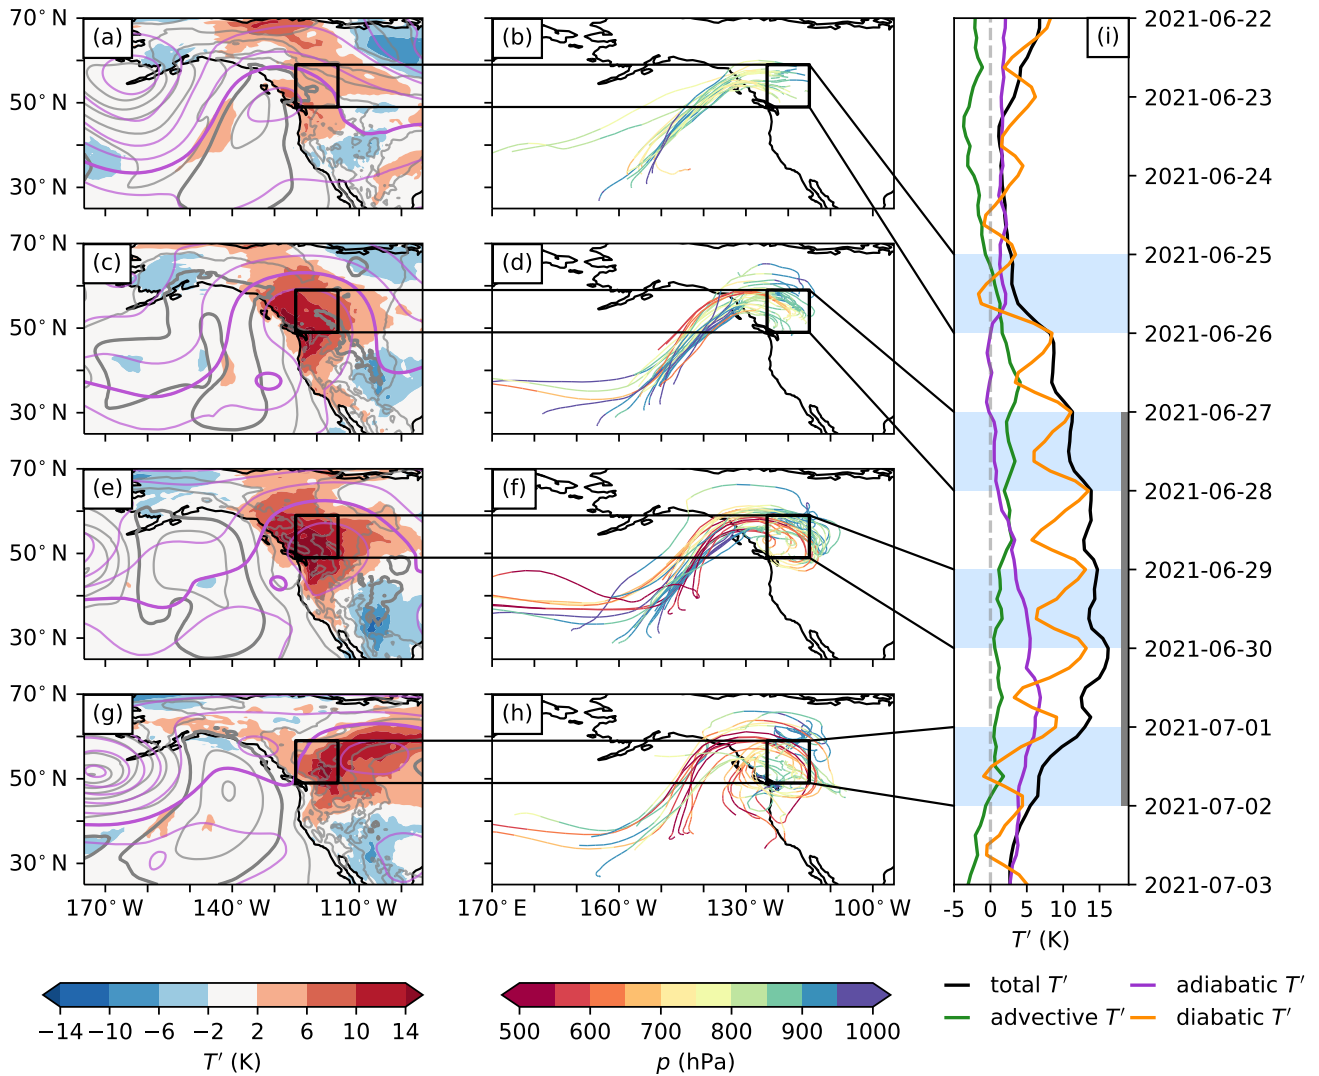 (a)
(b)
(i)
70° N
50° N
30° N
(c)
(d)
70° N
50° N
30° N
(e)
(f)
70° N
50° N
30° N
(g)
(h)
70° N
50° N
30° N
170° W
140° W
110° W
170° E
160° W
130° W
100° W
2021-06-22
2021-06-23
2021-06-24
2021-06-25
2021-06-26
2021-06-27
2021-06-28
2021-06-29
2021-06-30
2021-07-01
2021-07-02
2021-07-03
-5 0 5 10 15
T′ (K)
−14 −10 −6 −2 2 6 10 14
T′ (K)
500 600 700 800 900 1000
p (hPa)
total T′
adiabatic T′
advective T′
diabatic T′